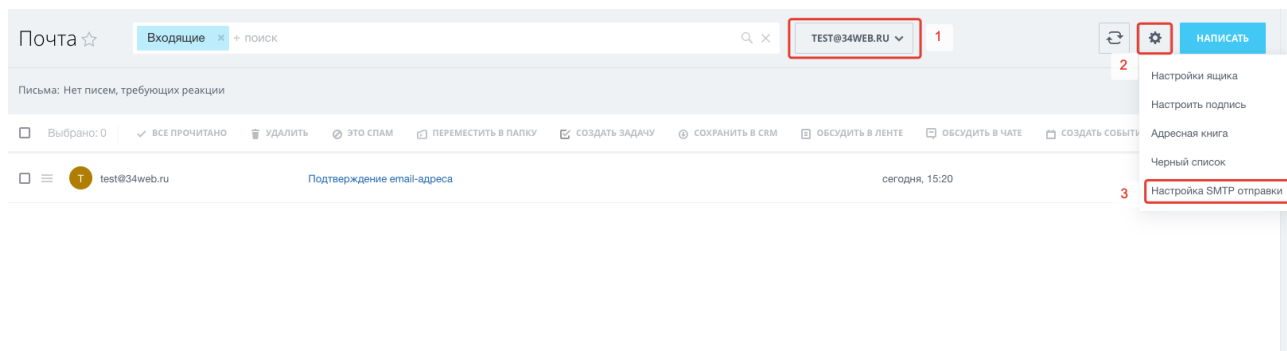 Почта Входящие × + поиск TEST@34WEB.RU 1 НАПИСАТЬ
2
Настройки ящика
Письма: Нет писем, требующих реакции
Настроить подпись
Выбрано: 0 ВСЕ ПРОЧИТАНО УДАЛИТЬ ЭТО СПАМ ПЕРЕМЕСТИТЬ В ПАПКУ СОЗДАТЬ ЗАДАЧУ СОХРАНИТЬ В CRM ОБСУДИТЬ В ЛЕНТЕ ОБСУДИТЬ В ЧАТЕ СОЗДАТЬ СОБЫТИ
Адресная книга
Черный список
T test@34web.ru Подтверждение email-адреса сегодня, 15:20
3 Настройка SMTP отправки